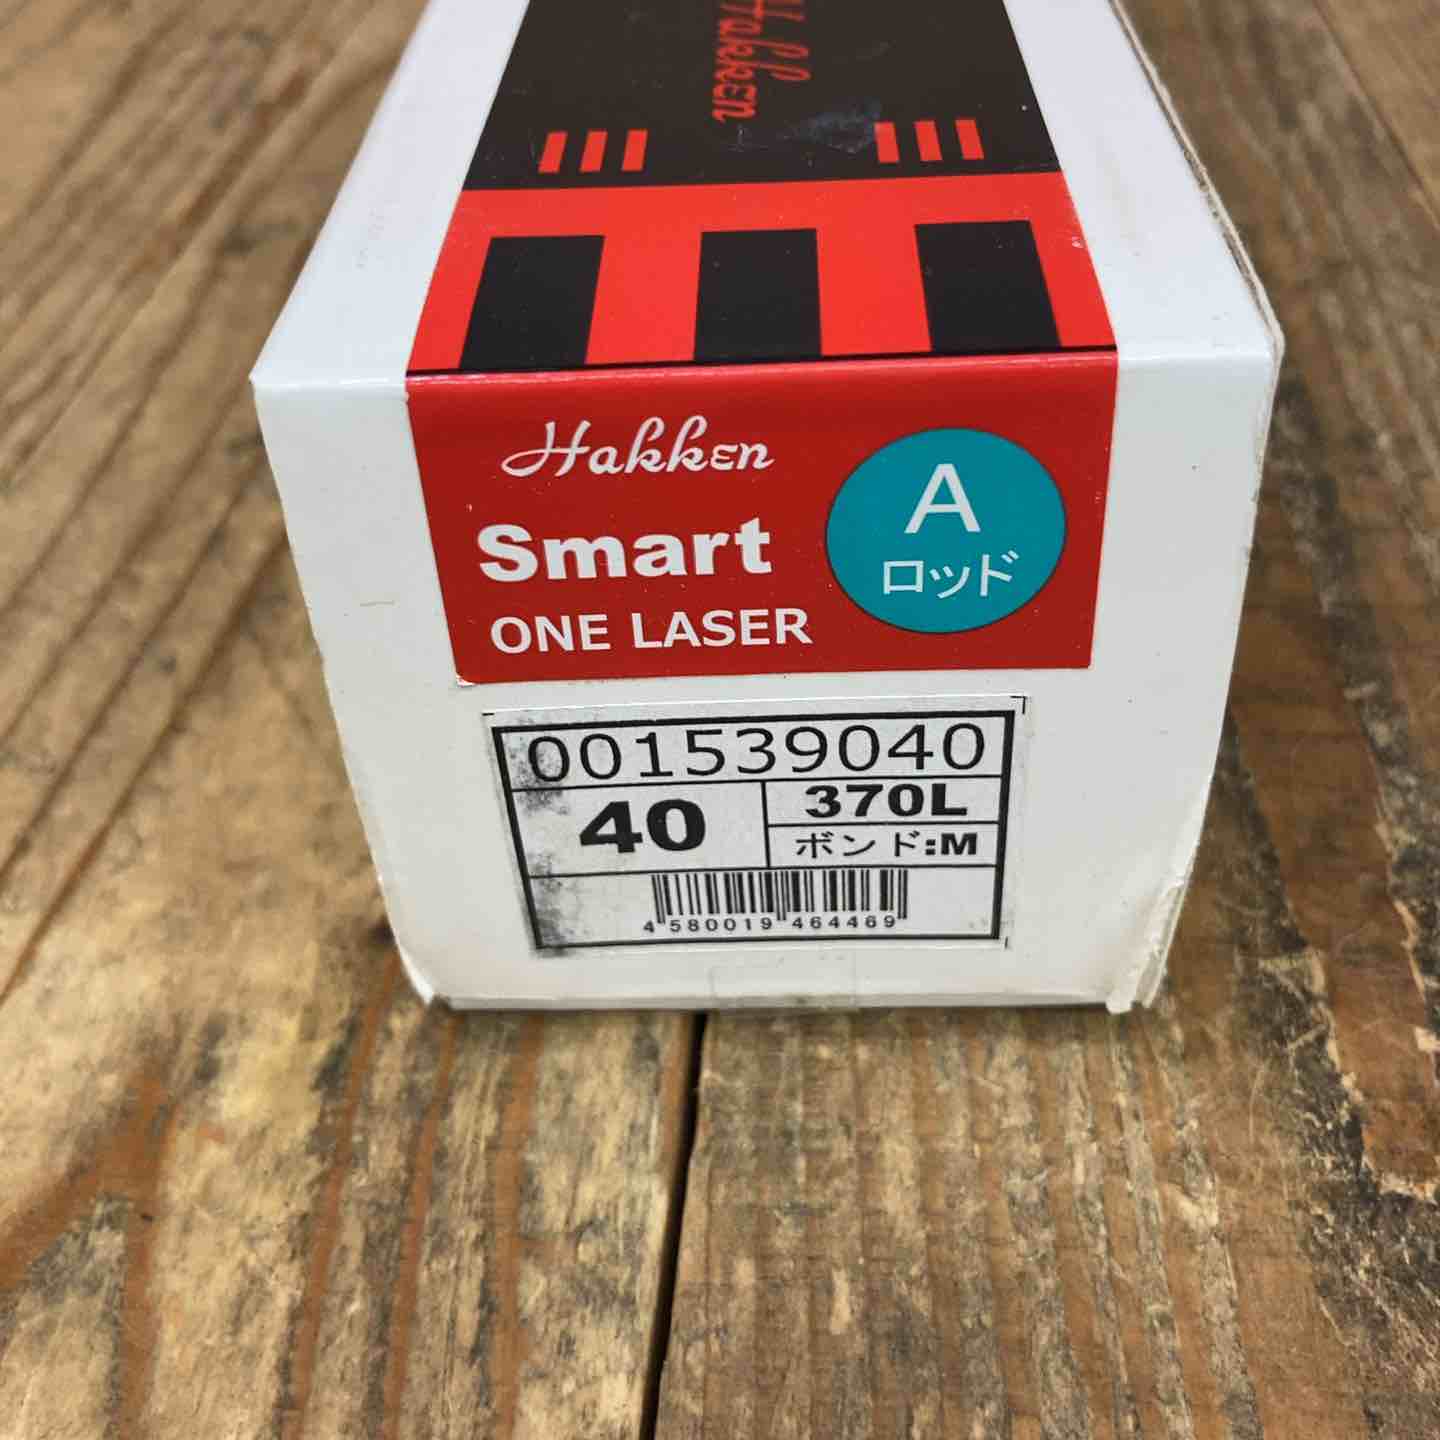 Hakken
Hakken
Smart
ONE LASER
A
ロッド
001539040
40
370L
ボンド:M
4 580019 464469